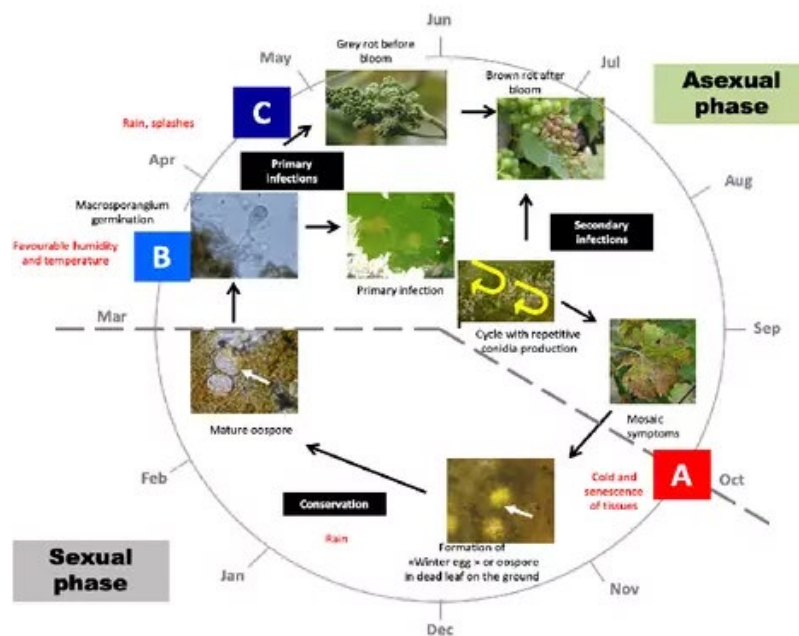 Jun
May
Grey rot before
bloom
Jul
Brown rot after
bloom
Asexual
phase
C
Rain, splashes
Apr
Primary
infections
Aug
Macrosporangium
germination
Favourable humidity
and temperature
B
Secondary
infections
Primary infection
Mar
Cycle with repetitive
conidia production
Sep
Mature oospore
Mosaic
symptoms
Feb
Cold and
senescence
of tissues
A
Oct
Conservation
Rain
Formation of
«Winter egg » or oospore
in dead leaf on the ground
Sexual
phase
Jan
Nov
Dec